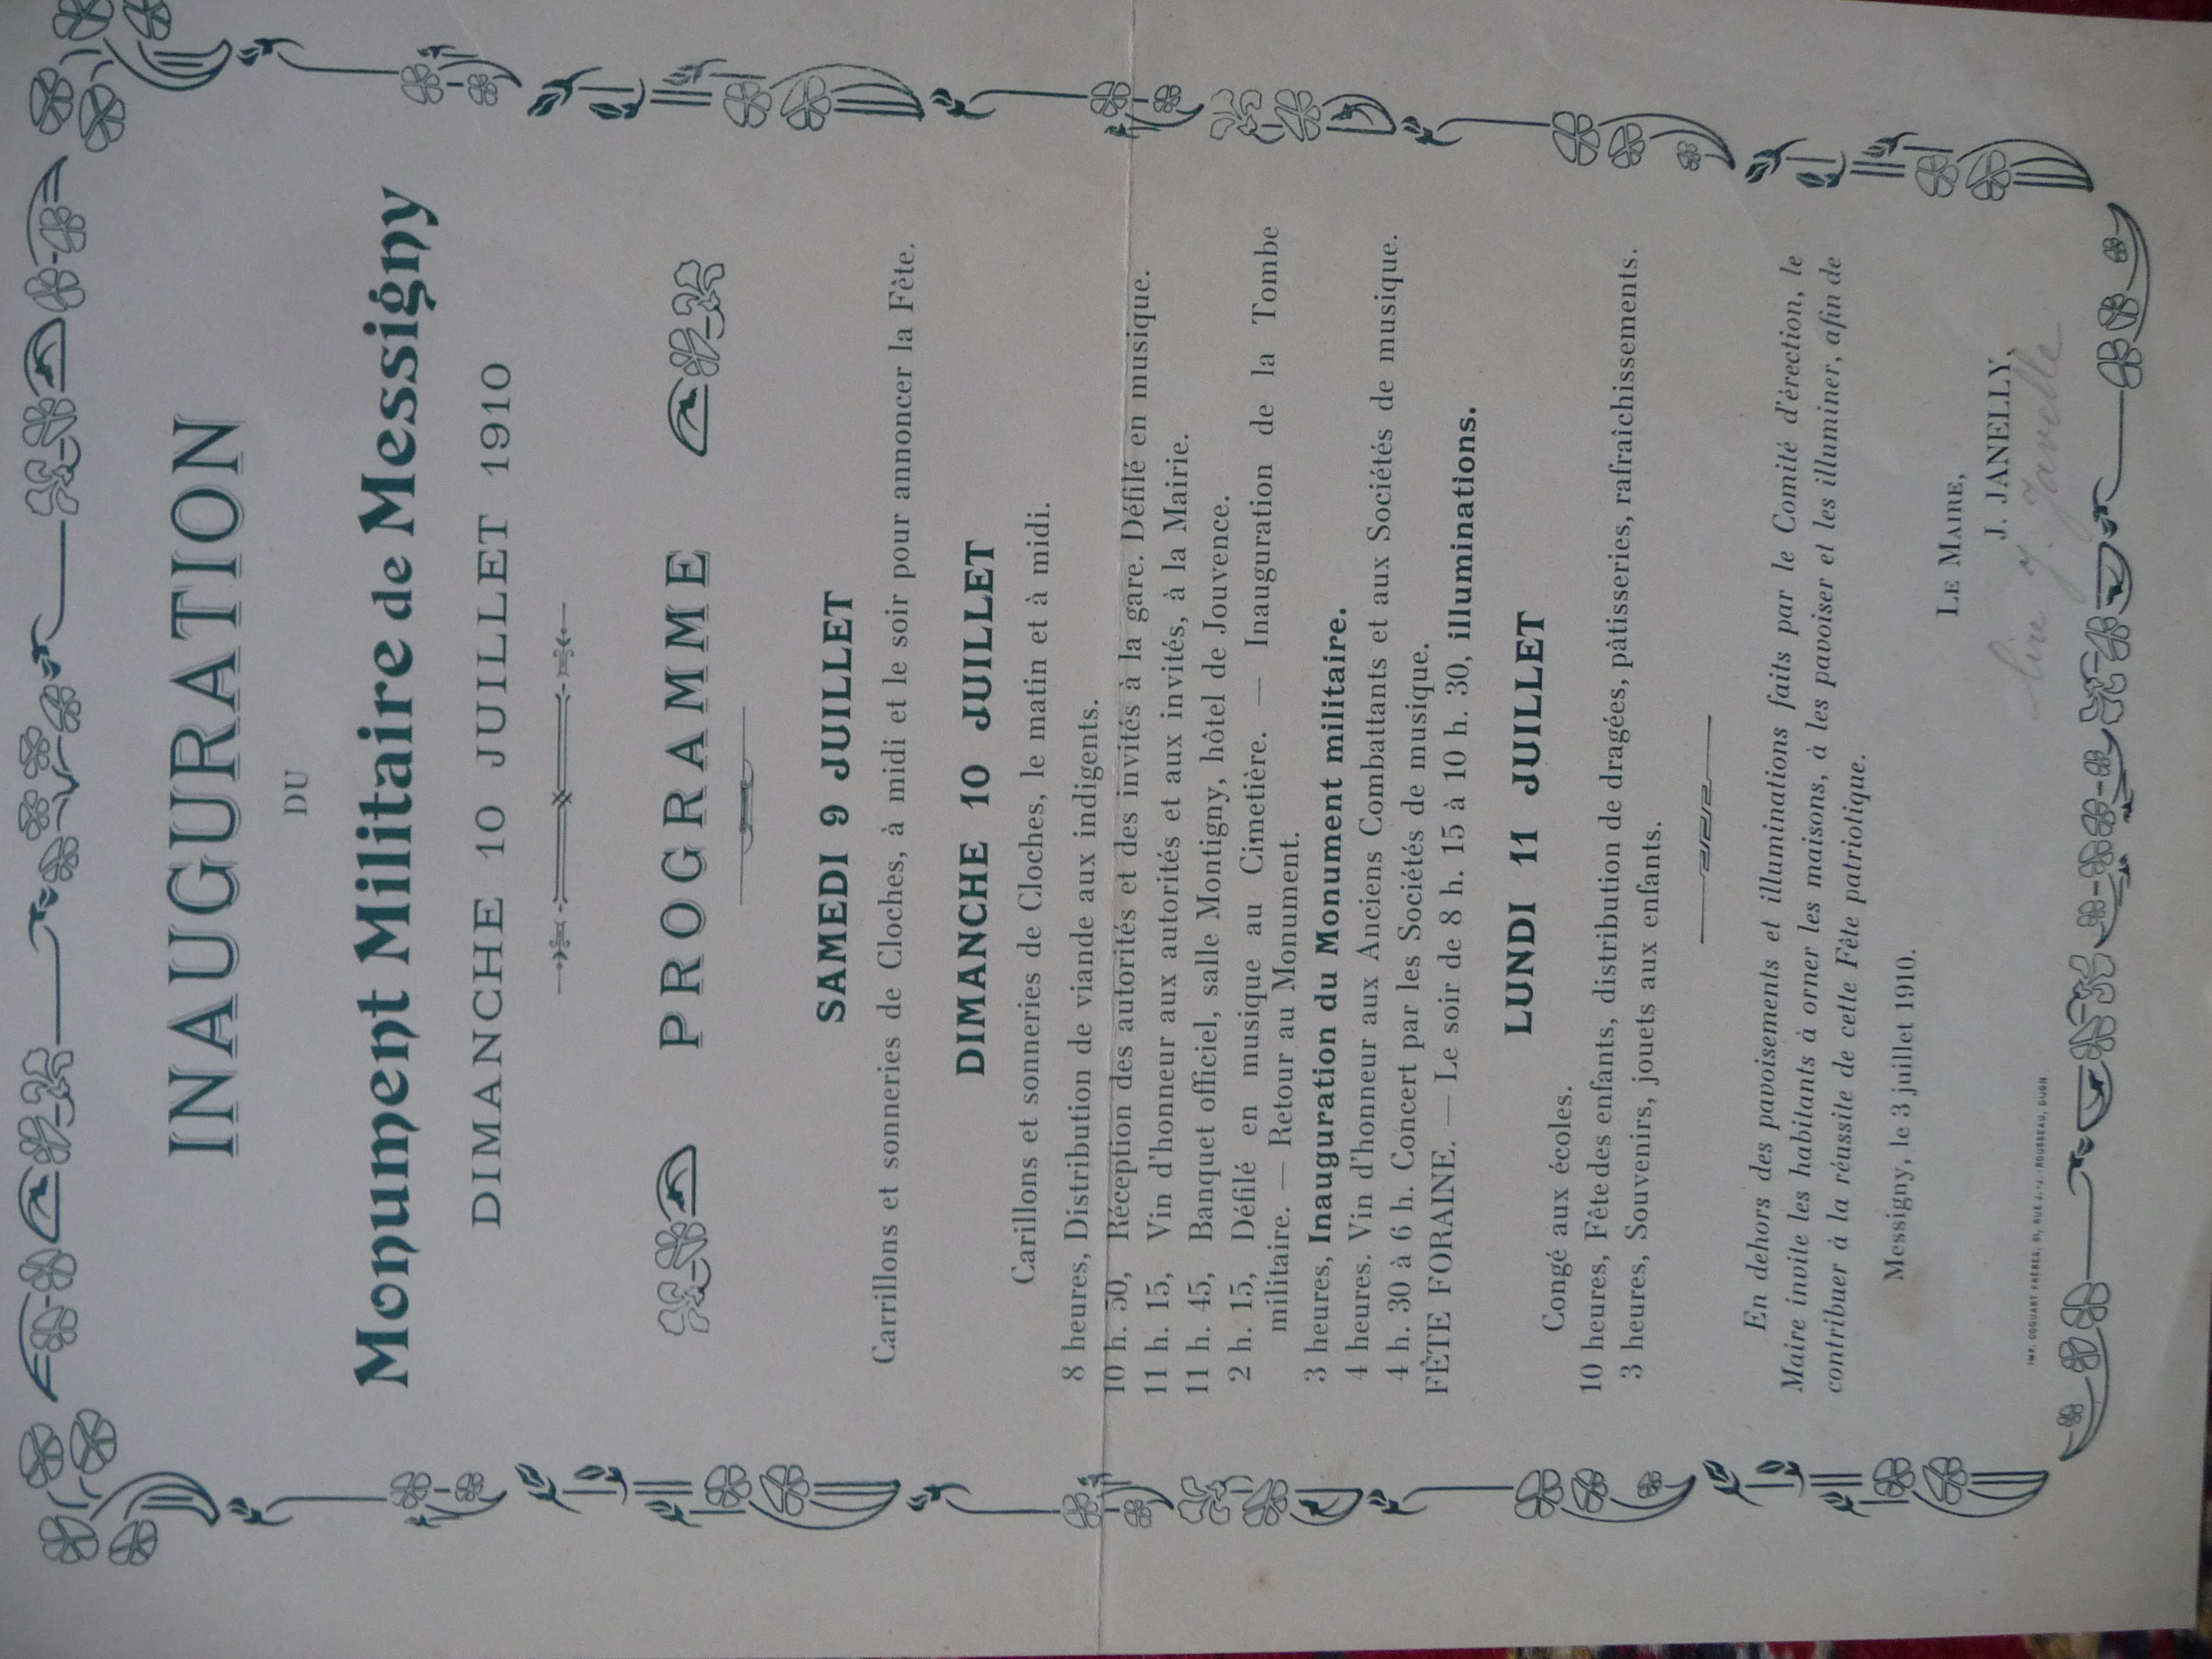 INAUGURATION
DU
Monument Militaire de Messigny
DIMANCHE 10 JUILLET 1910
PROGRAMME
SAMEDI 9 JUILLET
Carrillons et sonneries de Cloches, à midi et le soir pour annoncer la Fête.
DIMANCHE 10 JUILLET
Carillons et sonneries de Cloches, le matin et à midi.
8 heures, Distribution de viande aux indigents.
10 h. 50, Réception des autorités et des invités à la gare. Défilé en musique.
11 h. 15, Vin d'honneur aux autorités et aux invités, à la Mairie.
11 h. 45, Banquet officiel, salle Montigny, hôtel de Jouvence.
2 h. 15, Défilé en musique au Cimetière. — Inauguration de la Tombe
militaire. — Retour au Monument.
3 heures, Inauguration du Monument militaire.
4 heures. Vin d'honneur aux Anciens Combattants et aux Sociétés de musique.
4 h. 30 à 6 h. Concert par les Sociétés de musique.
FÊTE FORAINE. — Le soir de 8 h. 15 à 10 h. 30, illuminations.
LUNDI 11 JUILLET
Congé aux écoles.
10 heures, Fête des enfants, distribution de dragées, pâtisseries, rafraîchissements.
3 heures, Souvenirs, jouets aux enfants.
En dehors des pavoisements et illuminations faits par le Comité d'érection, le
Maire invite les habitants à orner les maisons, à les pavoiser et les illuminer, afin de
contribuer à la réussite de cette Fête patriotique.
Messigny, le 3 juillet 1910.
LE MAIRE,
J. JANELLY,
lire J. Javelle
IMP. COQUART FRÈRES, 51, RUE J.-J.-ROUSSEAU, DIJON